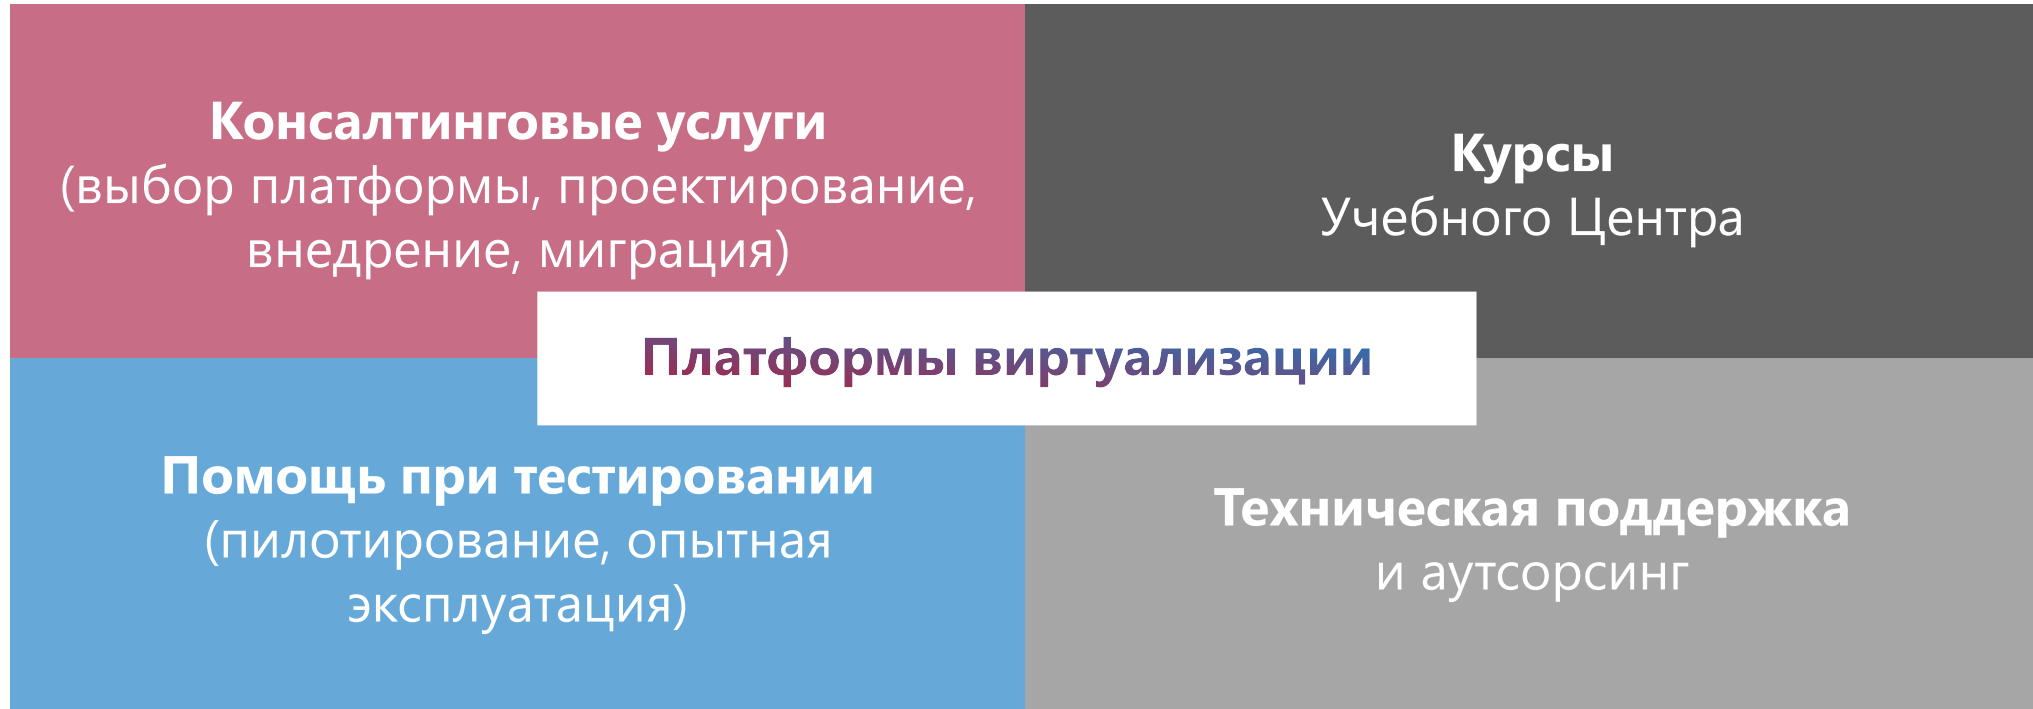 Консалтинговые услуги
(выбор платформы, проектирование,
внедрение, миграция)
Курсы
Учебного Центра
Платформы виртуализации
Помощь при тестировании
(пилотирование, опытная
эксплуатация)
Техническая поддержка
и аутсорсинг